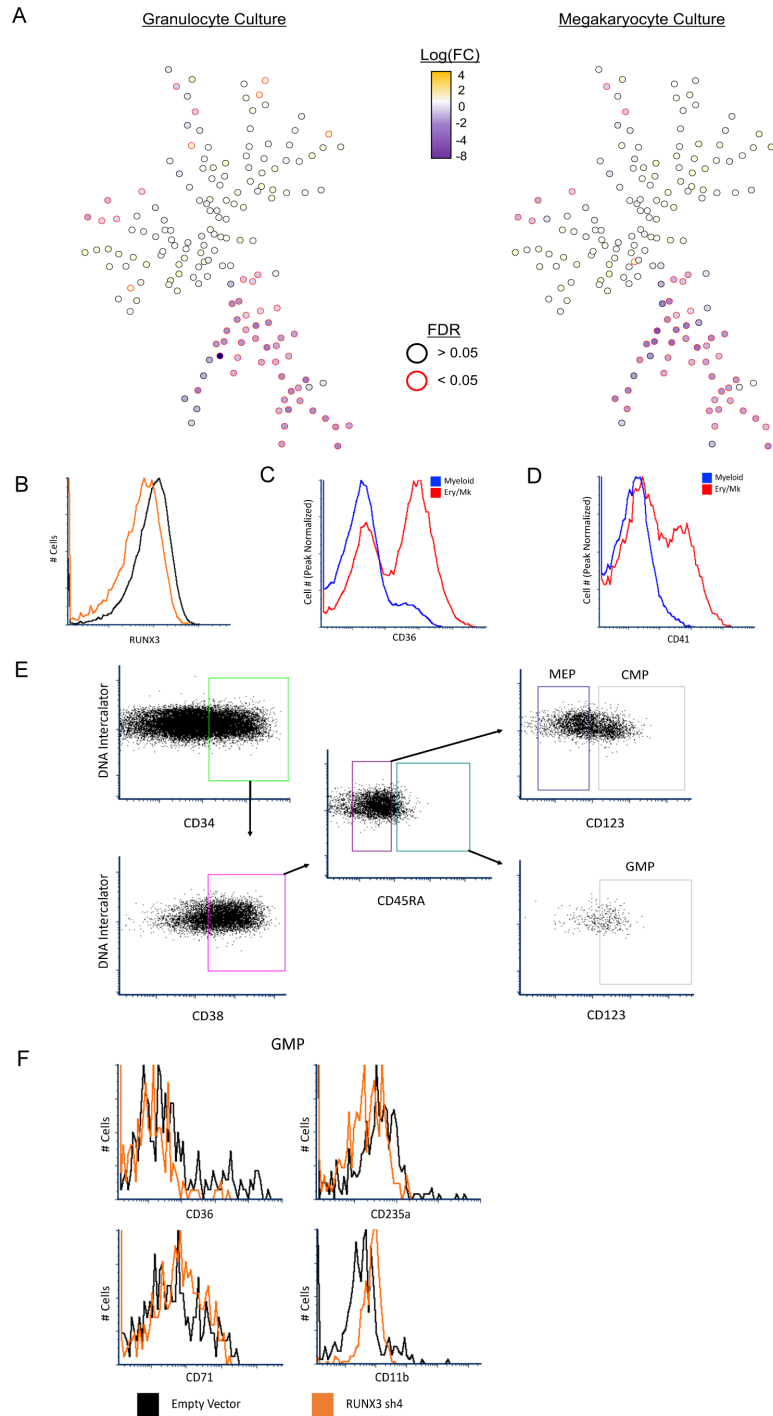 A
Granulocyte Culture
Megakaryocyte Culture
Log(FC)
4
2
0
-2
-4
-6
-8
FDR
> 0.05
< 0.05
B
# Cells
RUNX3
C
Myeloid
Ery/Mk
Cell # (Peak Normalized)
CD36
D
Myeloid
Ery/Mk
Cell # (Peak Normalized)
CD41
E
DNA Intercalator
CD34
MEP
CMP
CD123
CD45RA
DNA Intercalator
CD38
GMP
CD123
F
GMP
# Cells
CD36
# Cells
CD235a
# Cells
CD71
# Cells
CD11b
Empty Vector
RUNX3 sh4